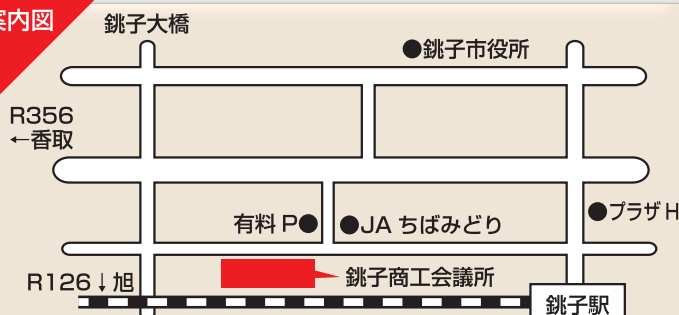 案内図
銚子大橋
●銚子市役所
R356
←香取
有料 P●
●JA ちばみどり
●プラザ H
R126↓旭
銚子商工会議所
銚子駅